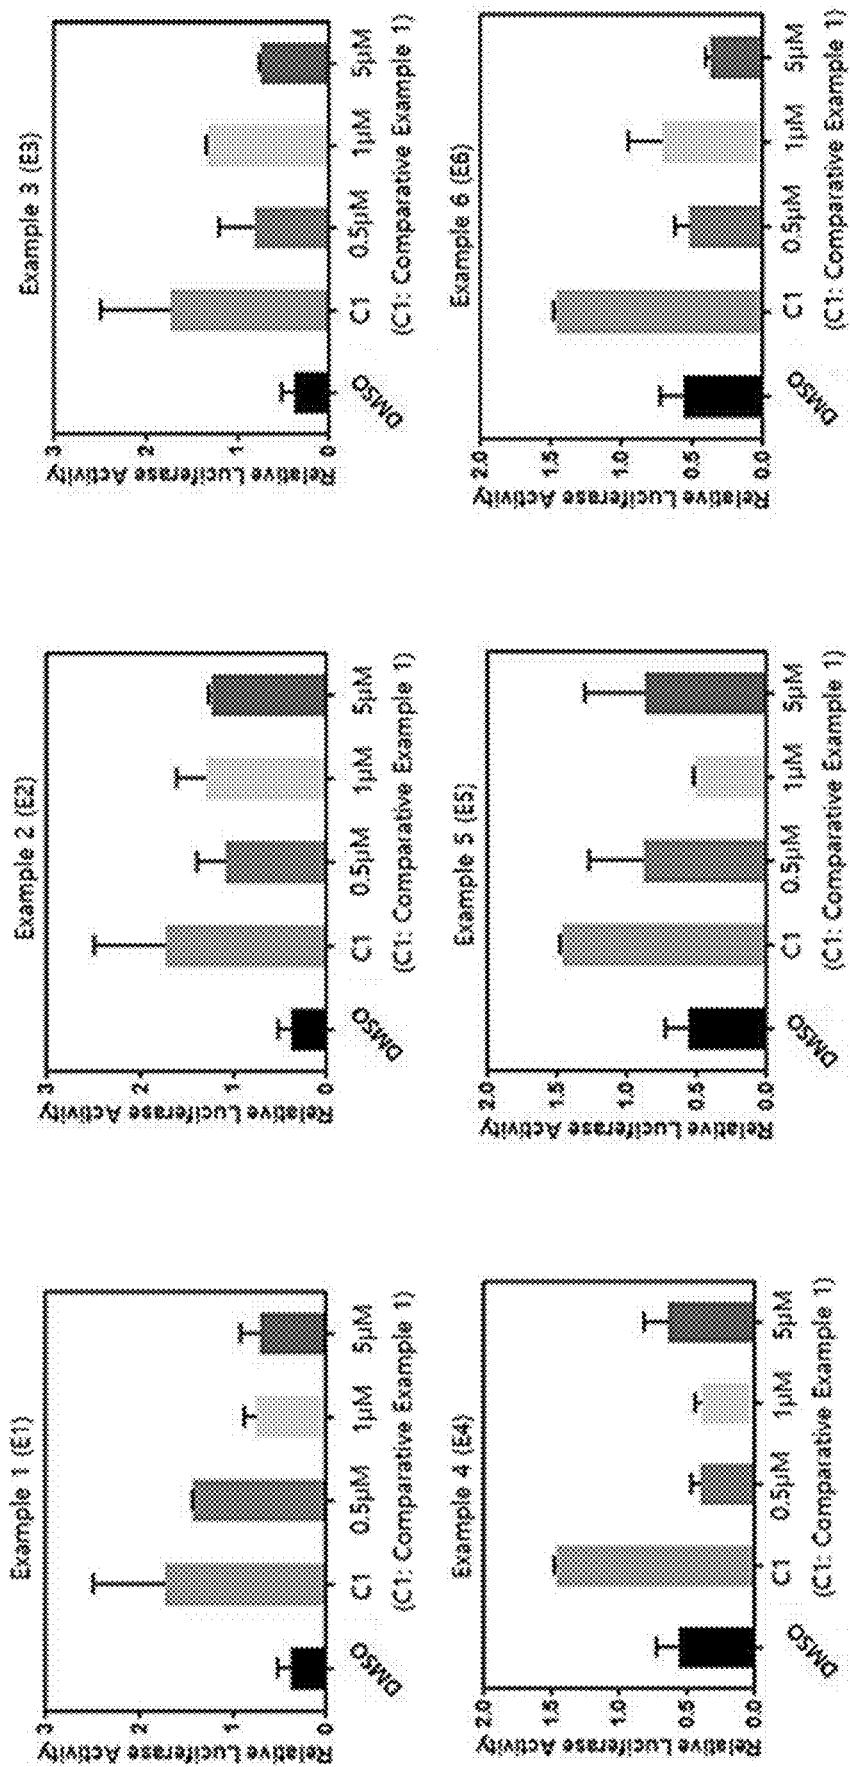 Example 1 (E1)
Relative Luciferase Activity
3
2
1
0
DMSO
C1
0.5μM
1μM
5μM
(C1: Comparative Example 1)
Example 2 (E2)
Relative Luciferase Activity
3
2
1
0
DMSO
C1
0.5μM
1μM
5μM
(C1: Comparative Example 1)
Example 3 (E3)
Relative Luciferase Activity
3
2
1
0
DMSO
C1
0.5μM
1μM
5μM
(C1: Comparative Example 1)
Example 4 (E4)
Relative Luciferase Activity
2.0
1.5
1.0
0.5
0.0
DMSO
C1
0.5μM
1μM
5μM
(C1: Comparative Example 1)
Example 5 (E5)
Relative Luciferase Activity
2.0
1.5
1.0
0.5
0.0
DMSO
C1
0.5μM
1μM
5μM
(C1: Comparative Example 1)
Example 6 (E6)
Relative Luciferase Activity
2.0
1.5
1.0
0.5
0.0
DMSO
C1
0.5μM
1μM
5μM
(C1: Comparative Example 1)